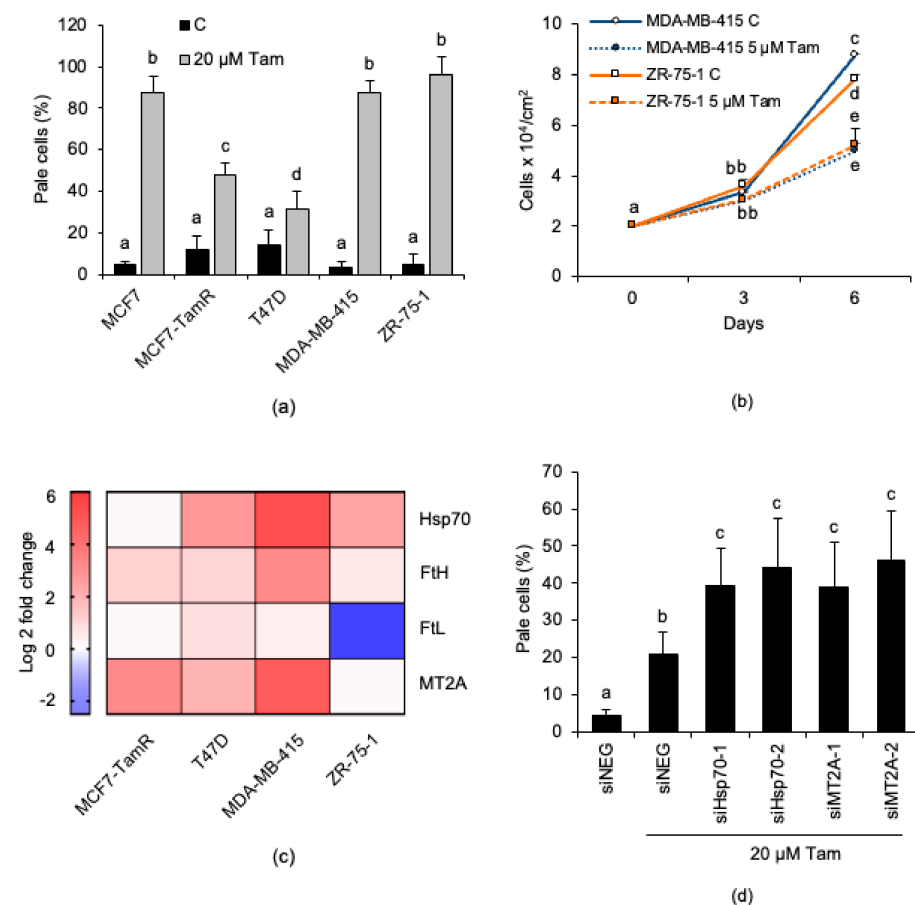 120
100
80
60
40
20
0
Pale cells (%)
C
20 µM Tam
a
b
a
c
a
d
a
b
a
b
MCF7
MCF7-TamR
T47D
MDA-MB-415
ZR-75-1
(a)
10
8
6
4
2
0
Cells x 10⁴/cm²
MDA-MB-415 C
MDA-MB-415 5 µM Tam
ZR-75-1 C
ZR-75-1 5 µM Tam
a
bb
bb
c
d
e
e
0
3
6
Days
(b)
6
4
2
0
-2
Log 2 fold change
Hsp70
FtH
FtL
MT2A
MCF7-TamR
T47D
MDA-MB-415
ZR-75-1
(c)
70
60
50
40
30
20
10
0
Pale cells (%)
a
b
c
c
c
c
siNEG
siNEG
siHsp70-1
siHsp70-2
siMT2A-1
siMT2A-2
20 µM Tam
(d)